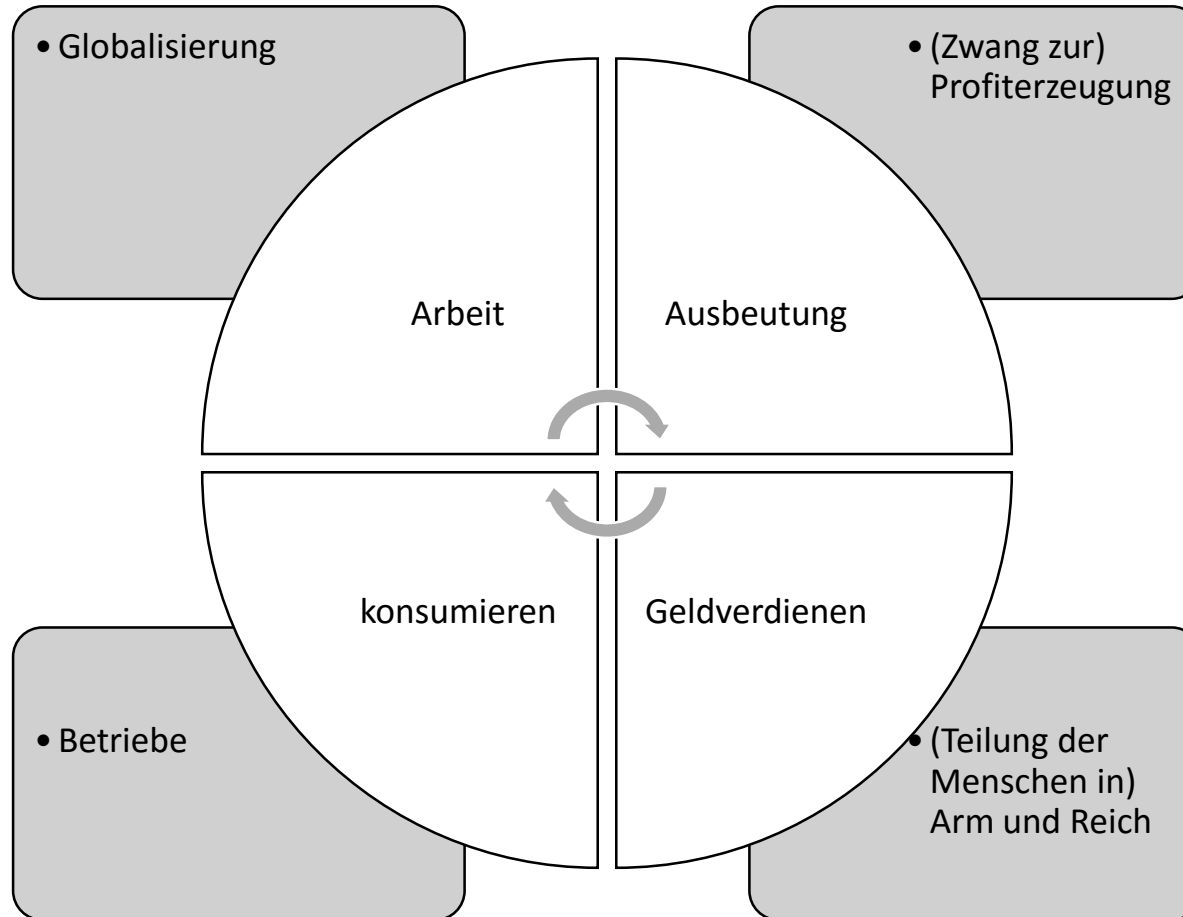 • Globalisierung
• (Zwang zur)
Profiterzeugung
Arbeit
Ausbeutung
konsumieren
Geldverdienen
• Betriebe
• (Teilung der
Menschen in)
Arm und Reich